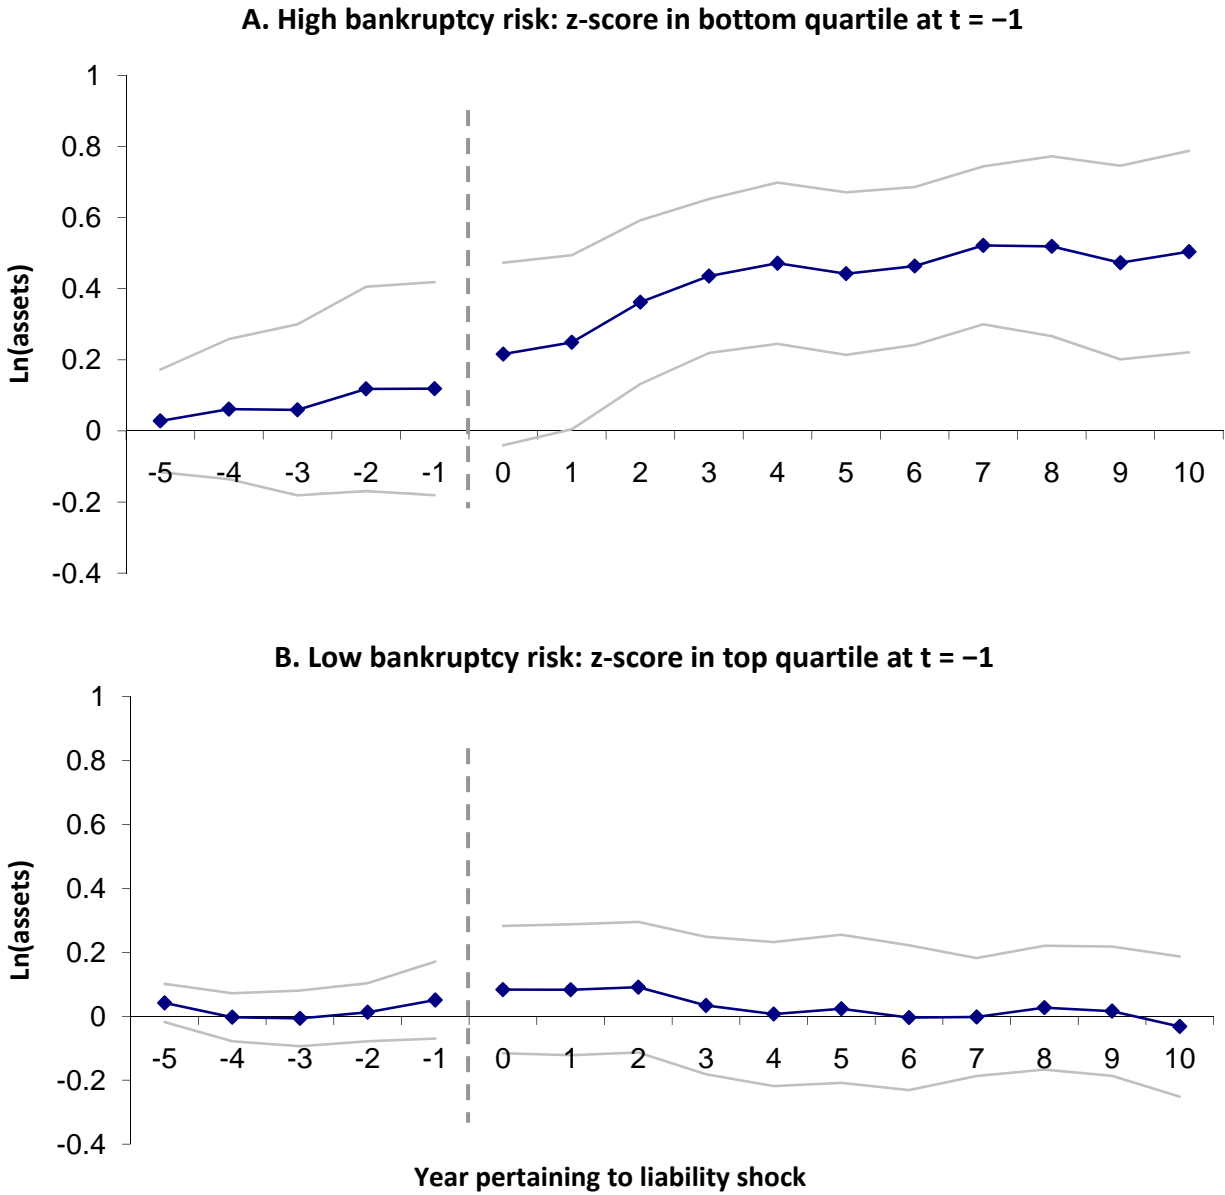 A. High bankruptcy risk: z-score in bottom quartile at t = −1
1
0.8
0.6
0.4
0.2
0
-0.2
-0.4
Ln(assets)
-5 -4 -3 -2 -1 0 1 2 3 4 5 6 7 8 9 10
B. Low bankruptcy risk: z-score in top quartile at t = −1
1
0.8
0.6
0.4
0.2
0
-0.2
-0.4
Ln(assets)
-5 -4 -3 -2 -1 0 1 2 3 4 5 6 7 8 9 10
Year pertaining to liability shock